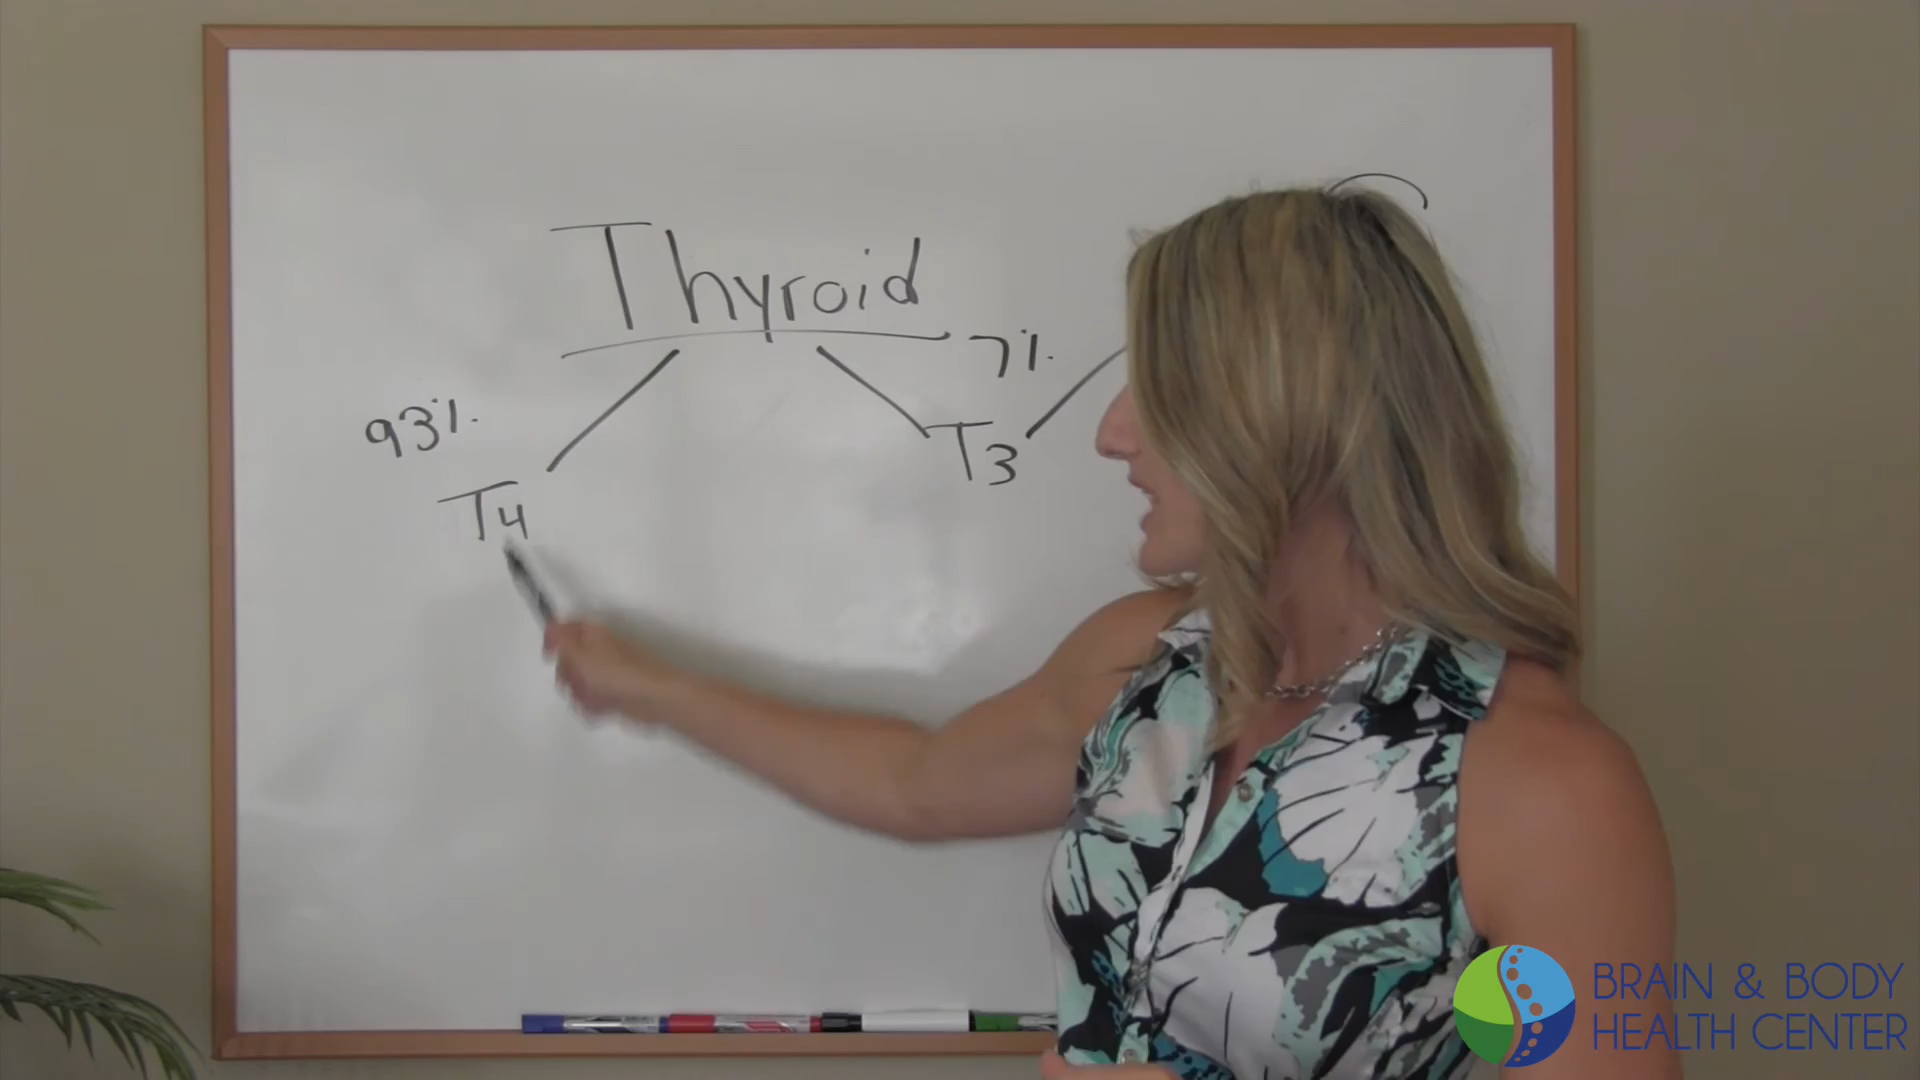 Thyroid
7%
93%
T3
T4
BRAIN & BODY
HEALTH CENTER